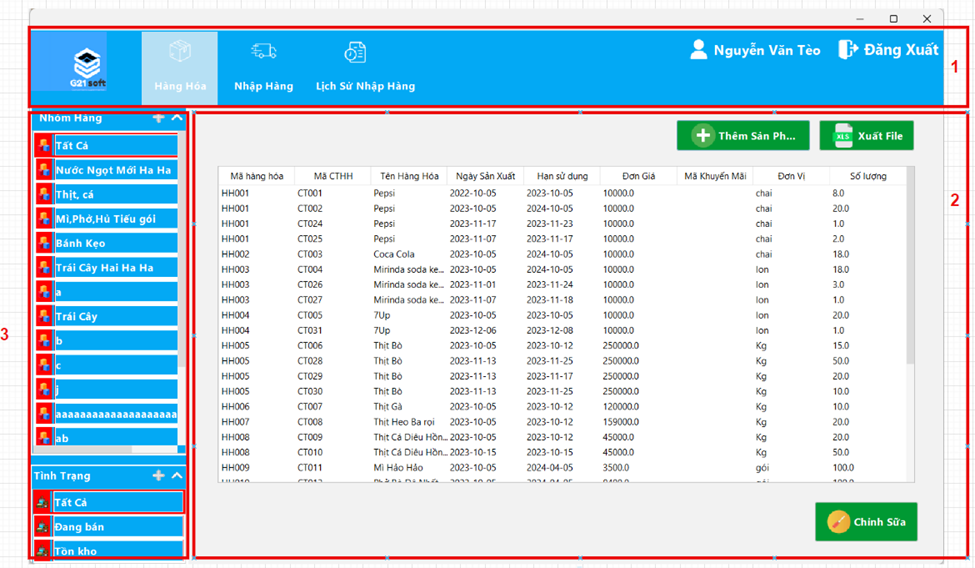 G21 soft
Hàng Hóa
Nhập Hàng
Lịch Sử Nhập Hàng
Nguyễn Văn Tèo
Đăng Xuất
1
Nhóm Hàng
Tất Cả
Nước Ngọt Mới Ha Ha
Thịt, cá
Mì,Phở,Hủ Tiếu gói
Bánh Kẹo
Trái Cây Hai Ha Ha
a
Trái Cây
b
c
j
aaaaaaaaaaaaaaaaaaaa
ab
3
Tình Trạng
Tất Cả
Đang bán
Tồn kho
Thêm Sản Ph...
XLS Xuất File
2
Mã hàng hóa Mã CTHH Tên Hàng Hóa Ngày Sản Xuất Hạn sử dung Đơn Giá Mã Khuyến Mãi Đơn Vị Số lượng
HH001 CT001 Pepsi 2022-10-05 2023-10-05 10000.0 chai 8.0
HH001 CT002 Pepsi 2023-10-05 2024-10-05 10000.0 chai 20.0
HH001 CT024 Pepsi 2023-11-17 2023-11-23 10000.0 chai 1.0
HH001 CT025 Pepsi 2023-11-07 2023-11-17 10000.0 chai 2.0
HH002 CT003 Coca Cola 2023-10-05 2024-10-05 10000.0 chai 18.0
HH003 CT004 Mirinda soda ke... 2023-10-05 2024-10-05 10000.0 lon 18.0
HH003 CT026 Mirinda soda ke... 2023-11-01 2023-11-24 10000.0 lon 3.0
HH003 CT027 Mirinda soda ke... 2023-11-07 2023-11-18 10000.0 lon 1.0
HH004 CT005 7Up 2023-10-05 2023-10-05 10000.0 lon 20.0
HH004 CT031 7Up 2023-12-06 2023-12-08 10000.0 lon 1.0
HH005 CT006 Thịt Bò 2023-10-05 2023-10-12 250000.0 Kg 15.0
HH005 CT028 Thịt Bò 2023-11-13 2023-11-25 250000.0 Kg 50.0
HH005 CT029 Thịt Bò 2023-11-13 2023-11-17 250000.0 Kg 20.0
HH005 CT030 Thịt Bò 2023-11-13 2023-11-25 250000.0 Kg 10.0
HH006 CT007 Thịt Gà 2023-10-05 2023-10-12 120000.0 Kg 10.0
HH007 CT008 Thịt Heo Ba rọi 2023-10-05 2023-10-12 159000.0 Kg 20.0
HH008 CT009 Thịt Cá Diêu Hồn... 2023-10-05 2023-10-12 45000.0 Kg 20.0
HH008 CT010 Thịt Cá Diêu Hồn... 2023-10-15 2023-10-15 45000.0 Kg 50.0
HH009 CT011 Mì Hảo Hảo 2023-10-05 2024-04-05 3500.0 gói 100.0
Chỉnh Sửa